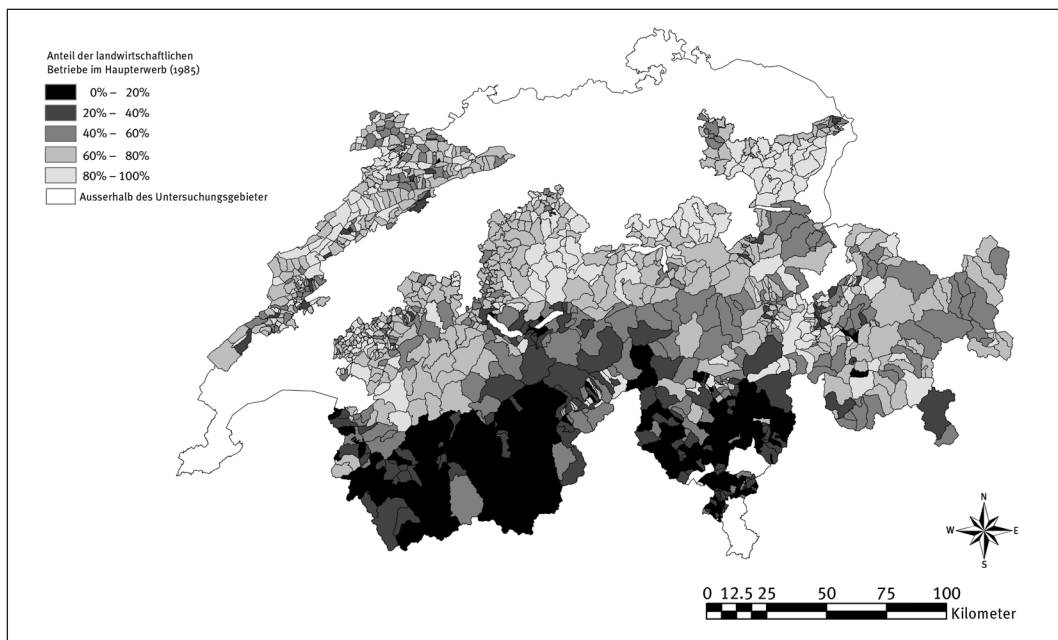 Anteil der landwirtschaftlichen
Betriebe im Haupterwerb (1985)
0% – 20%
20% – 40%
40% – 60%
60% – 80%
80% – 100%
Ausserhalb des Untersuchungsgebieter
N
W E
S
0 12.5 25 50 75 100
Kilometer